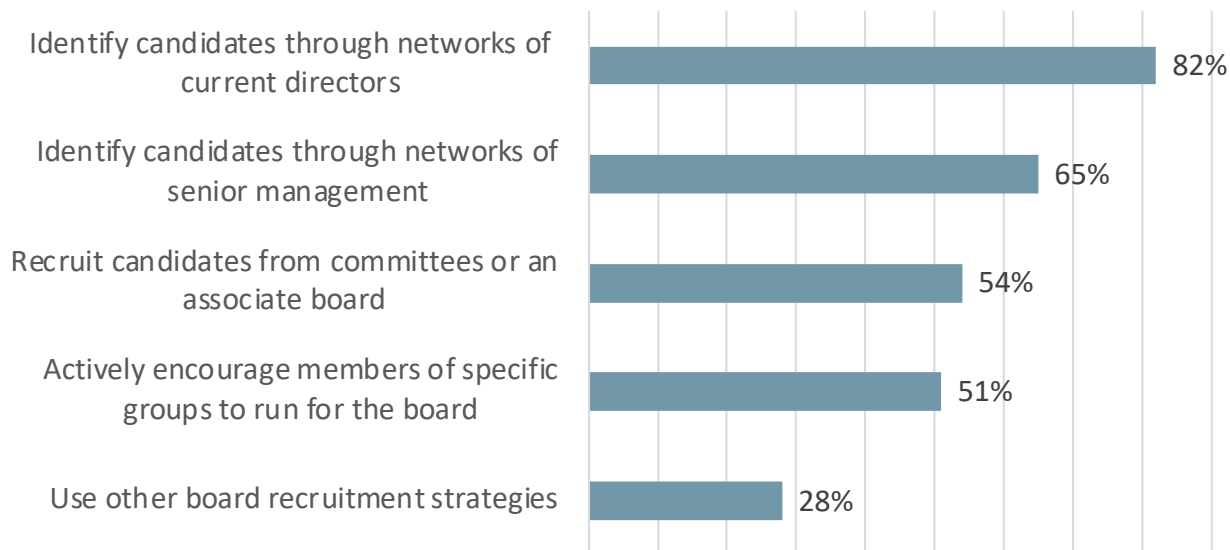 Identify candidates through networks of
current directors
82%
Identify candidates through networks of
senior management
65%
Recruit candidates from committees or an
associate board
54%
Actively encourage members of specific
groups to run for the board
51%
Use other board recruitment strategies
28%